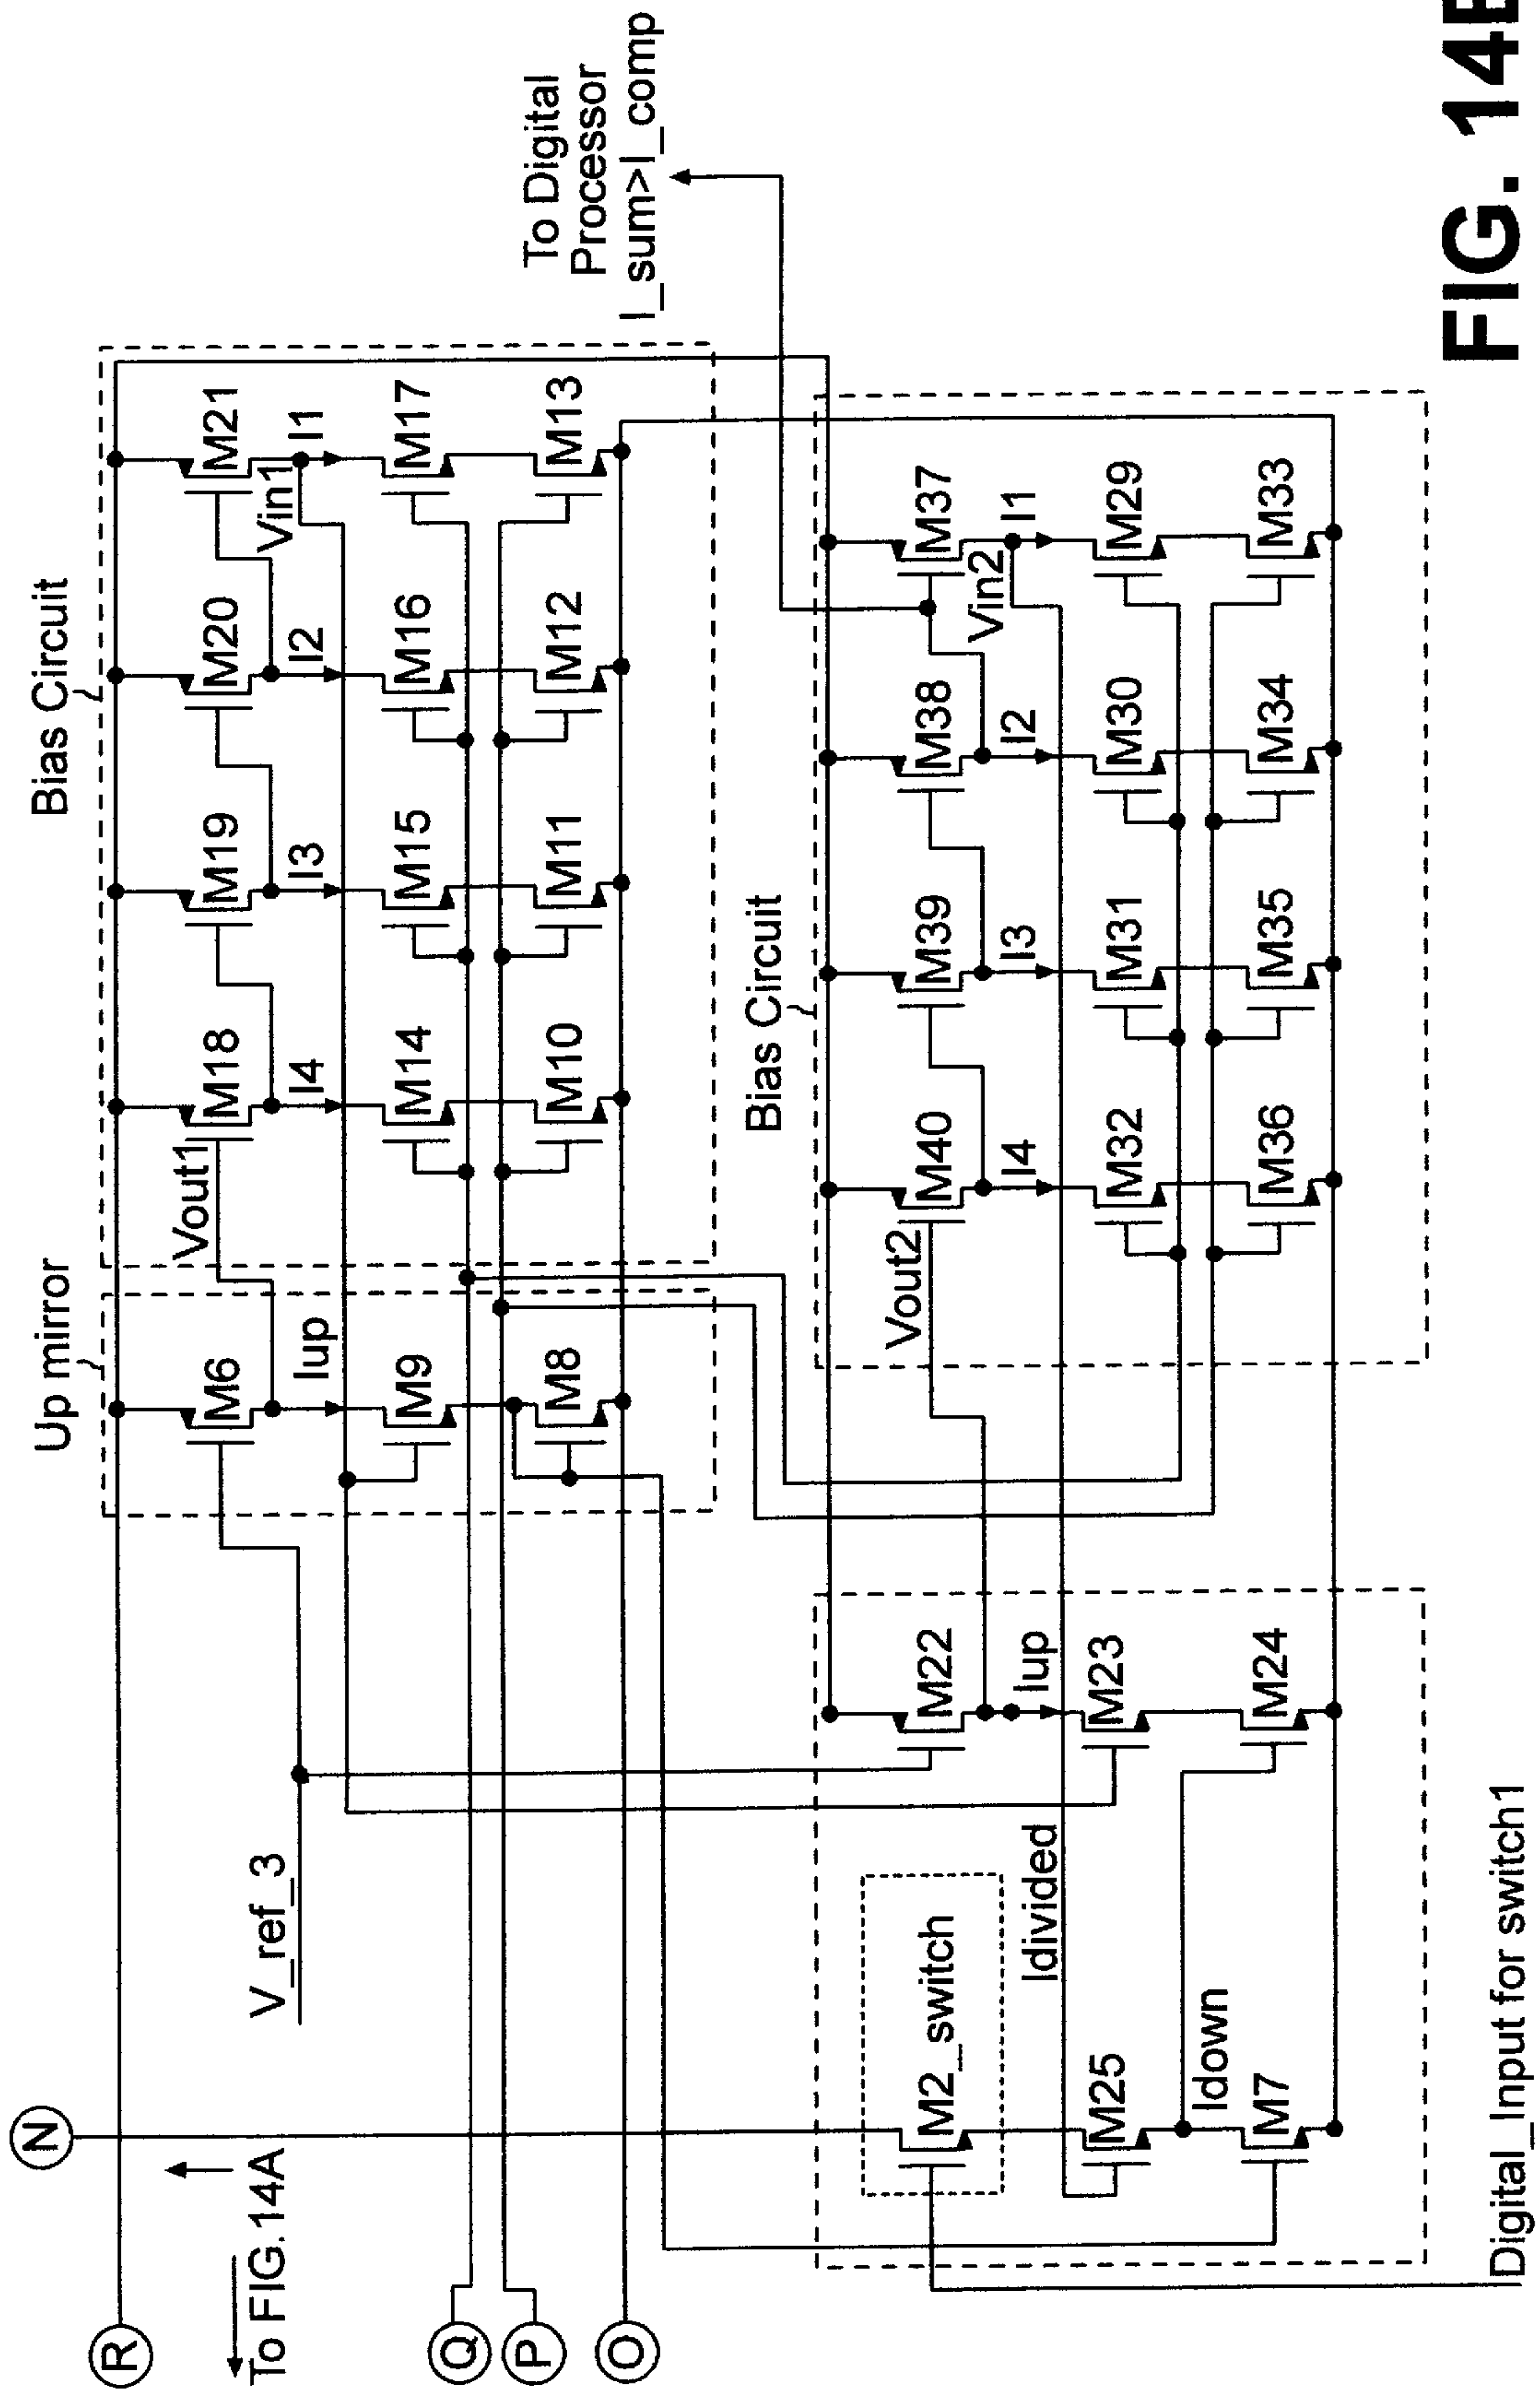 Up mirror
Bias Circuit
R
N
To FIG.14A
V_ref_3
M6
Vout1
M18
M19
M20
M21
Iup
I4
I3
I2
Vin1
I1
M9
M14
M15
M16
M17
M8
M10
M11
M12
M13
Q
P
O
To Digital
Processor
I_sum>I_comp
Bias Circuit
M2_switch
M22
Vout2
M40
M39
M38
M37
Idivided
Iup
I4
I3
I2
Vin2
I1
M25
M23
M32
M31
M30
M29
Idown
M7
M24
M36
M35
M34
M33
Digital_Input for switch1
FIG. 14B